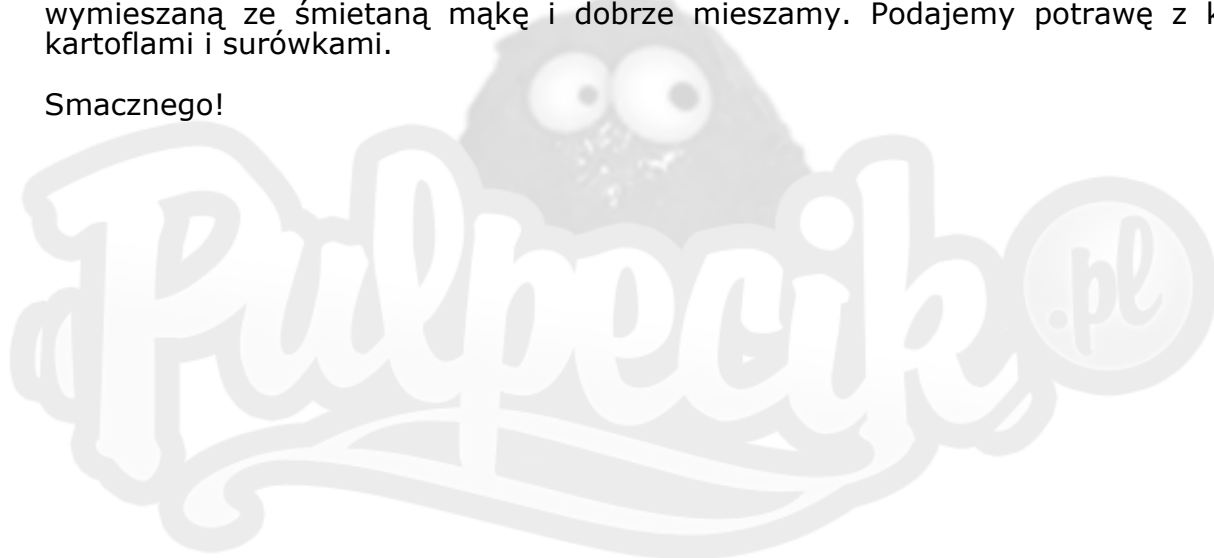 wymieszaną ze śmietaną mąkę i dobrze mieszamy. Podajemy potrawę z
kartoflami i surówkami.
Smacznego!
Pulpecik .pl